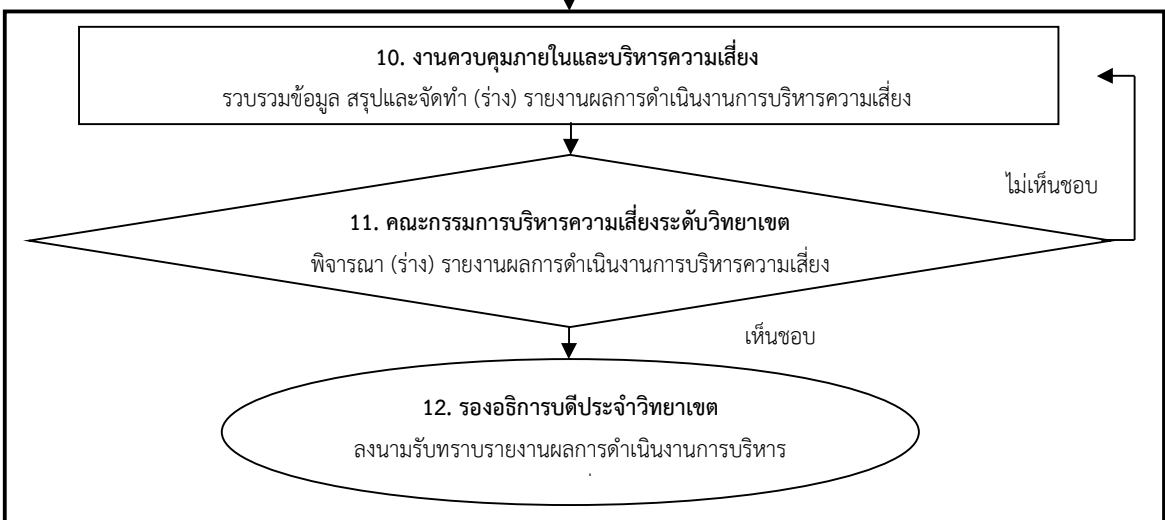 10. งานควบคุมภายในและบริหารความเสี่ยง
รวบรวมข้อมูล สรุปและจัดทำ (ร่าง) รายงานผลการดำเนินงานการบริหารความเสี่ยง
ไม่เห็นชอบ
11. คณะกรรมการบริหารความเสี่ยงระดับวิทยาเขต
พิจารณา (ร่าง) รายงานผลการดำเนินงานการบริหารความเสี่ยง
เห็นชอบ
12. รองอธิการบดีประจำวิทยาเขต
ลงนามรับทราบรายงานผลการดำเนินงานการบริหาร